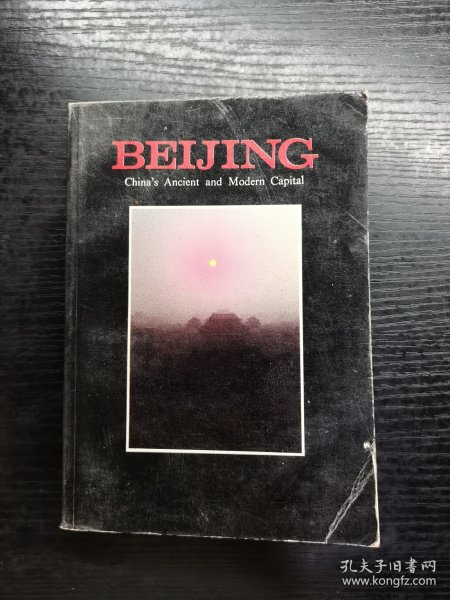 BEIJING
China's Ancient and Modern Capital
孔夫子旧书网
www.kongfz.com